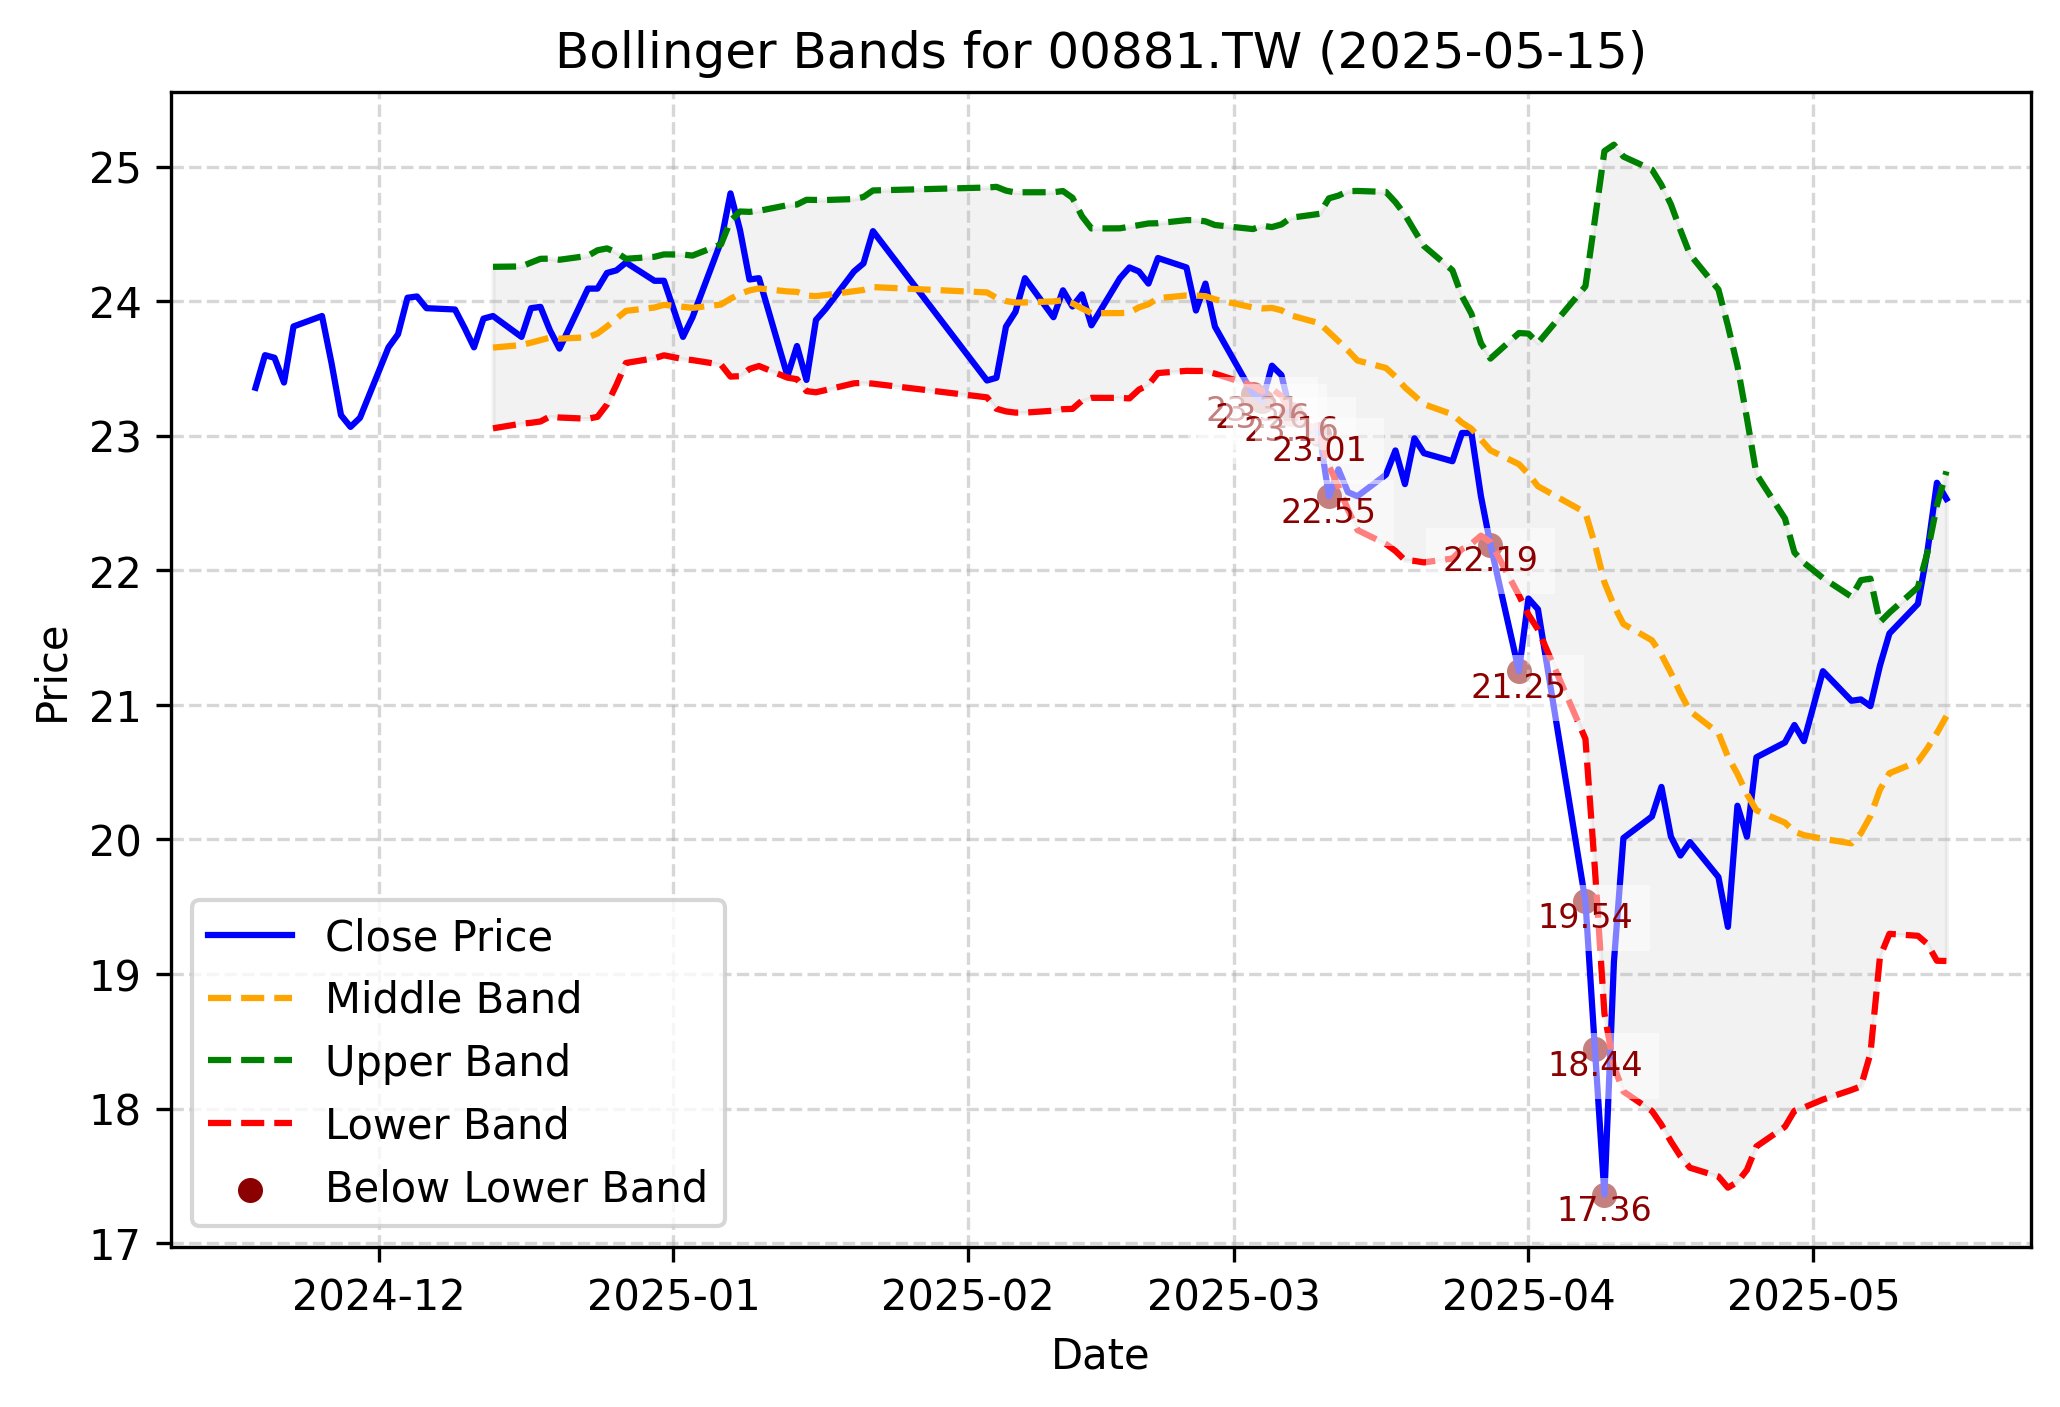 Bollinger Bands for 00881.TW (2025-05-15)
Price
25
24
23
22
21
20
19
18
17
23.16
23.01
22.55
22.19
21.25
19.54
18.44
17.36
Close Price
Middle Band
Upper Band
Lower Band
Below Lower Band
2024-12
2025-01
2025-02
2025-03
2025-04
2025-05
Date